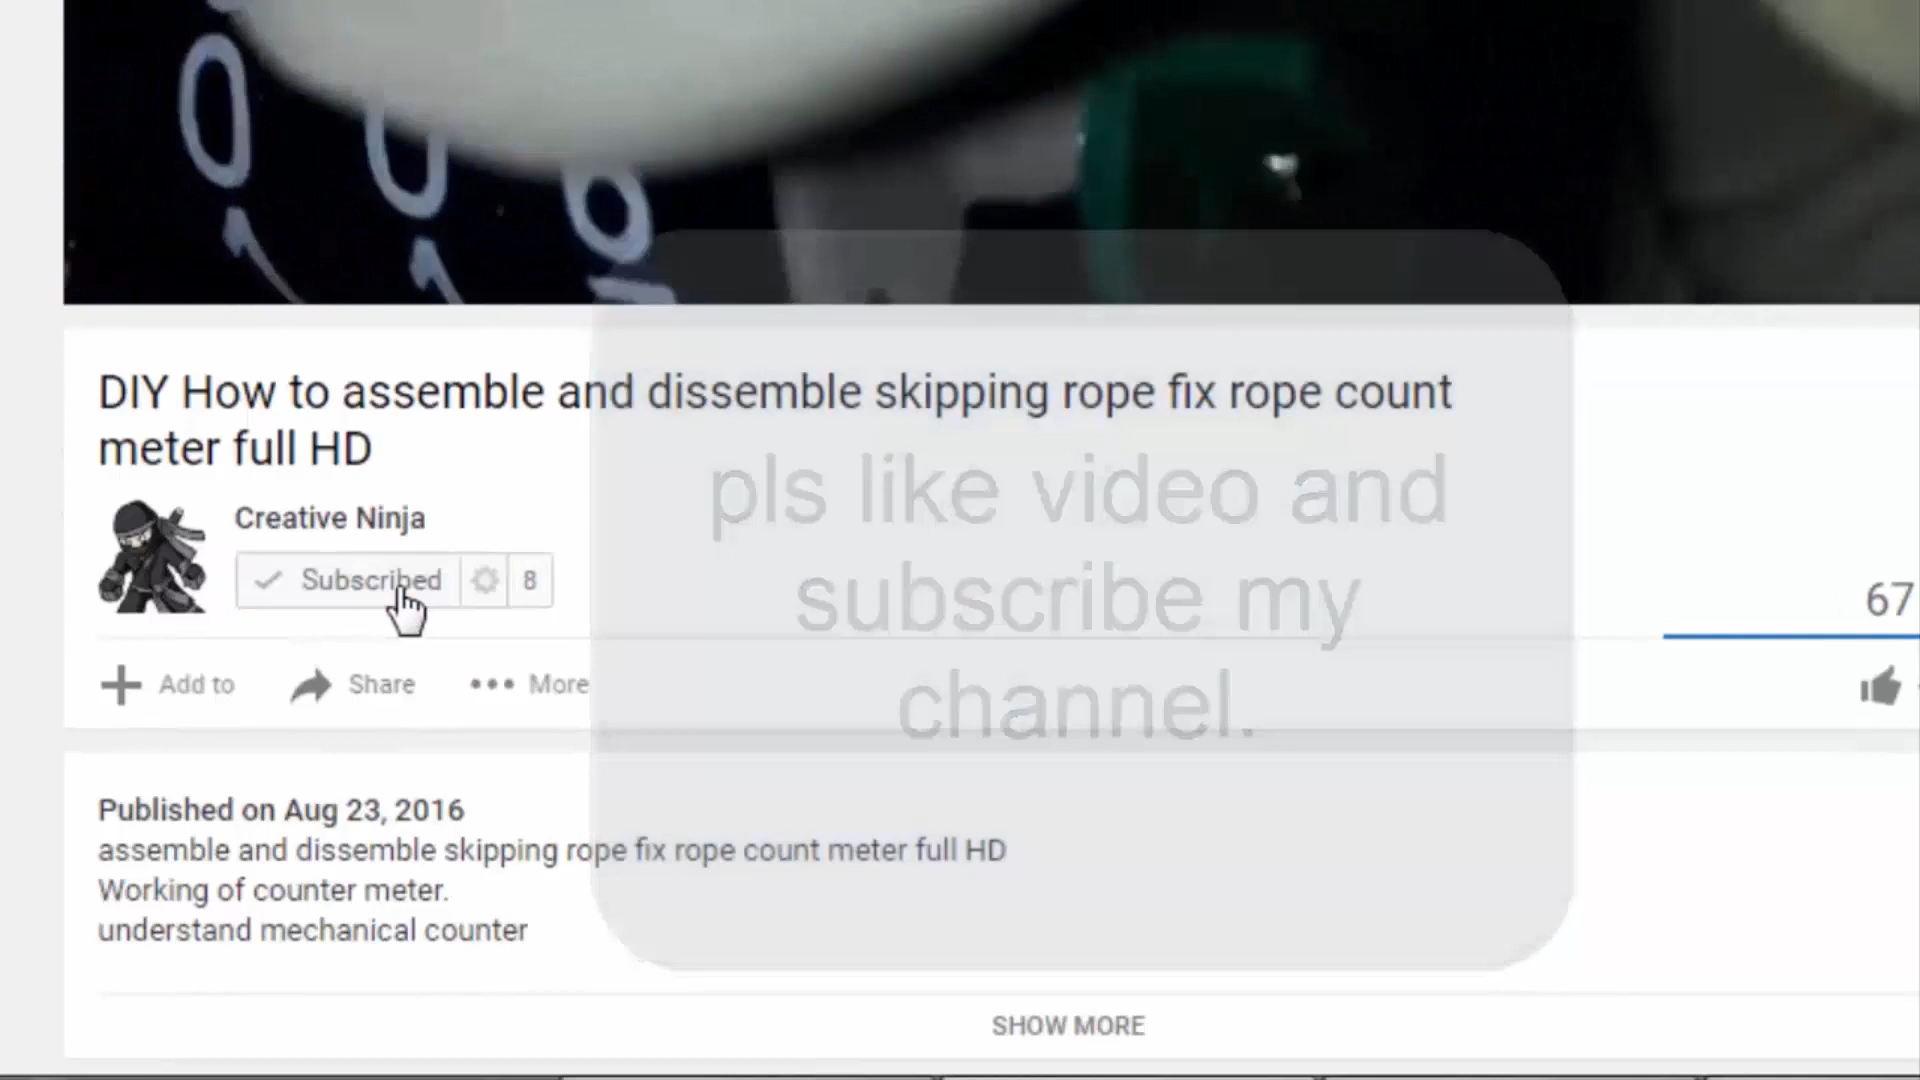 0 0
DIY How to assemble and dissemble skipping rope fix rope count
meter full HD
pls like video and
subscribe my
channel.
Creative Ninja
Subscribed 8
67
Add to Share More
Published on Aug 23, 2016
assemble and dissemble skipping rope fix rope count meter full HD
Working of counter meter.
understand mechanical counter
SHOW MORE